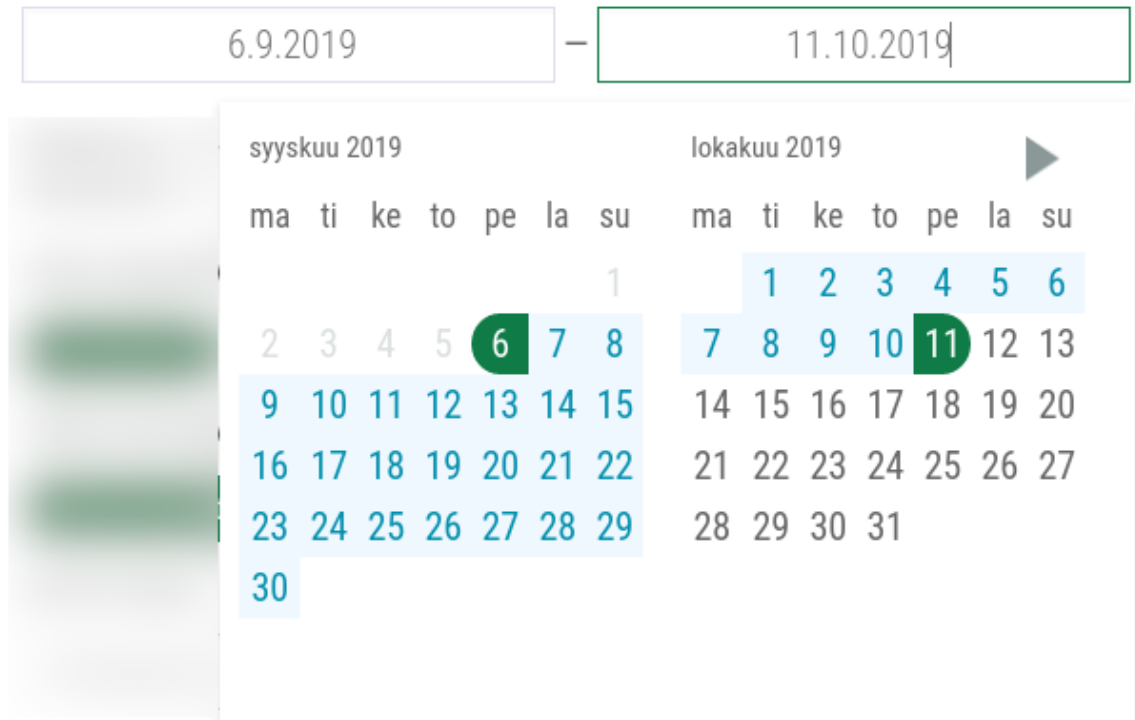 6.9.2019 – 11.10.2019
syyskuu 2019
ma ti ke to pe la su
1
2 3 4 5 6 7 8
9 10 11 12 13 14 15
16 17 18 19 20 21 22
23 24 25 26 27 28 29
30
lokakuu 2019
ma ti ke to pe la su
1 2 3 4 5 6
7 8 9 10 11 12 13
14 15 16 17 18 19 20
21 22 23 24 25 26 27
28 29 30 31